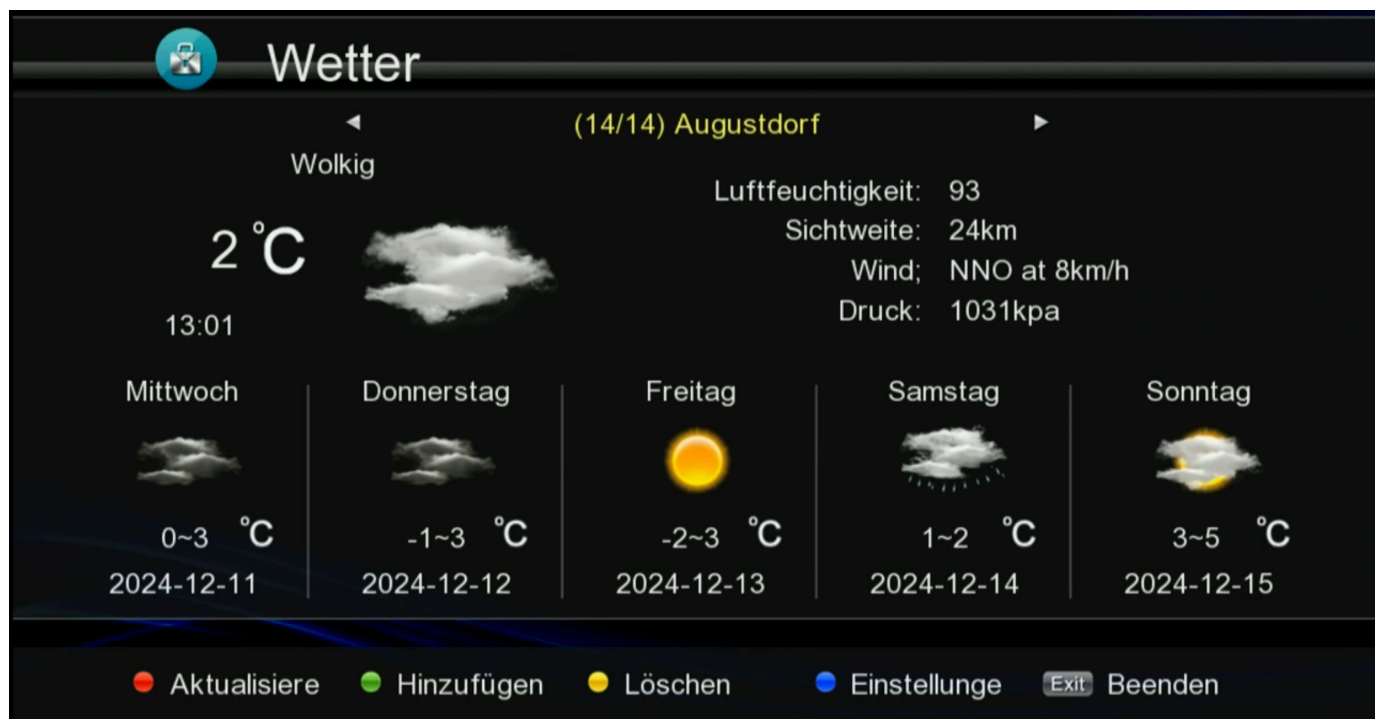 Wetter
(14/14) Augustdorf
Wolkig
Luftfeuchtigkeit: 93
Sichtweite: 24km
2 °C
Wind; NNO at 8km/h
Druck: 1031kpa
13:01
Mittwoch Donnerstag Freitag Samstag Sonntag
0~3 °C -1~3 °C -2~3 °C 1~2 °C 3~5 °C
2024-12-11 2024-12-12 2024-12-13 2024-12-14 2024-12-15
Aktualisiere Hinzufügen Löschen Einstellunge Exit Beenden